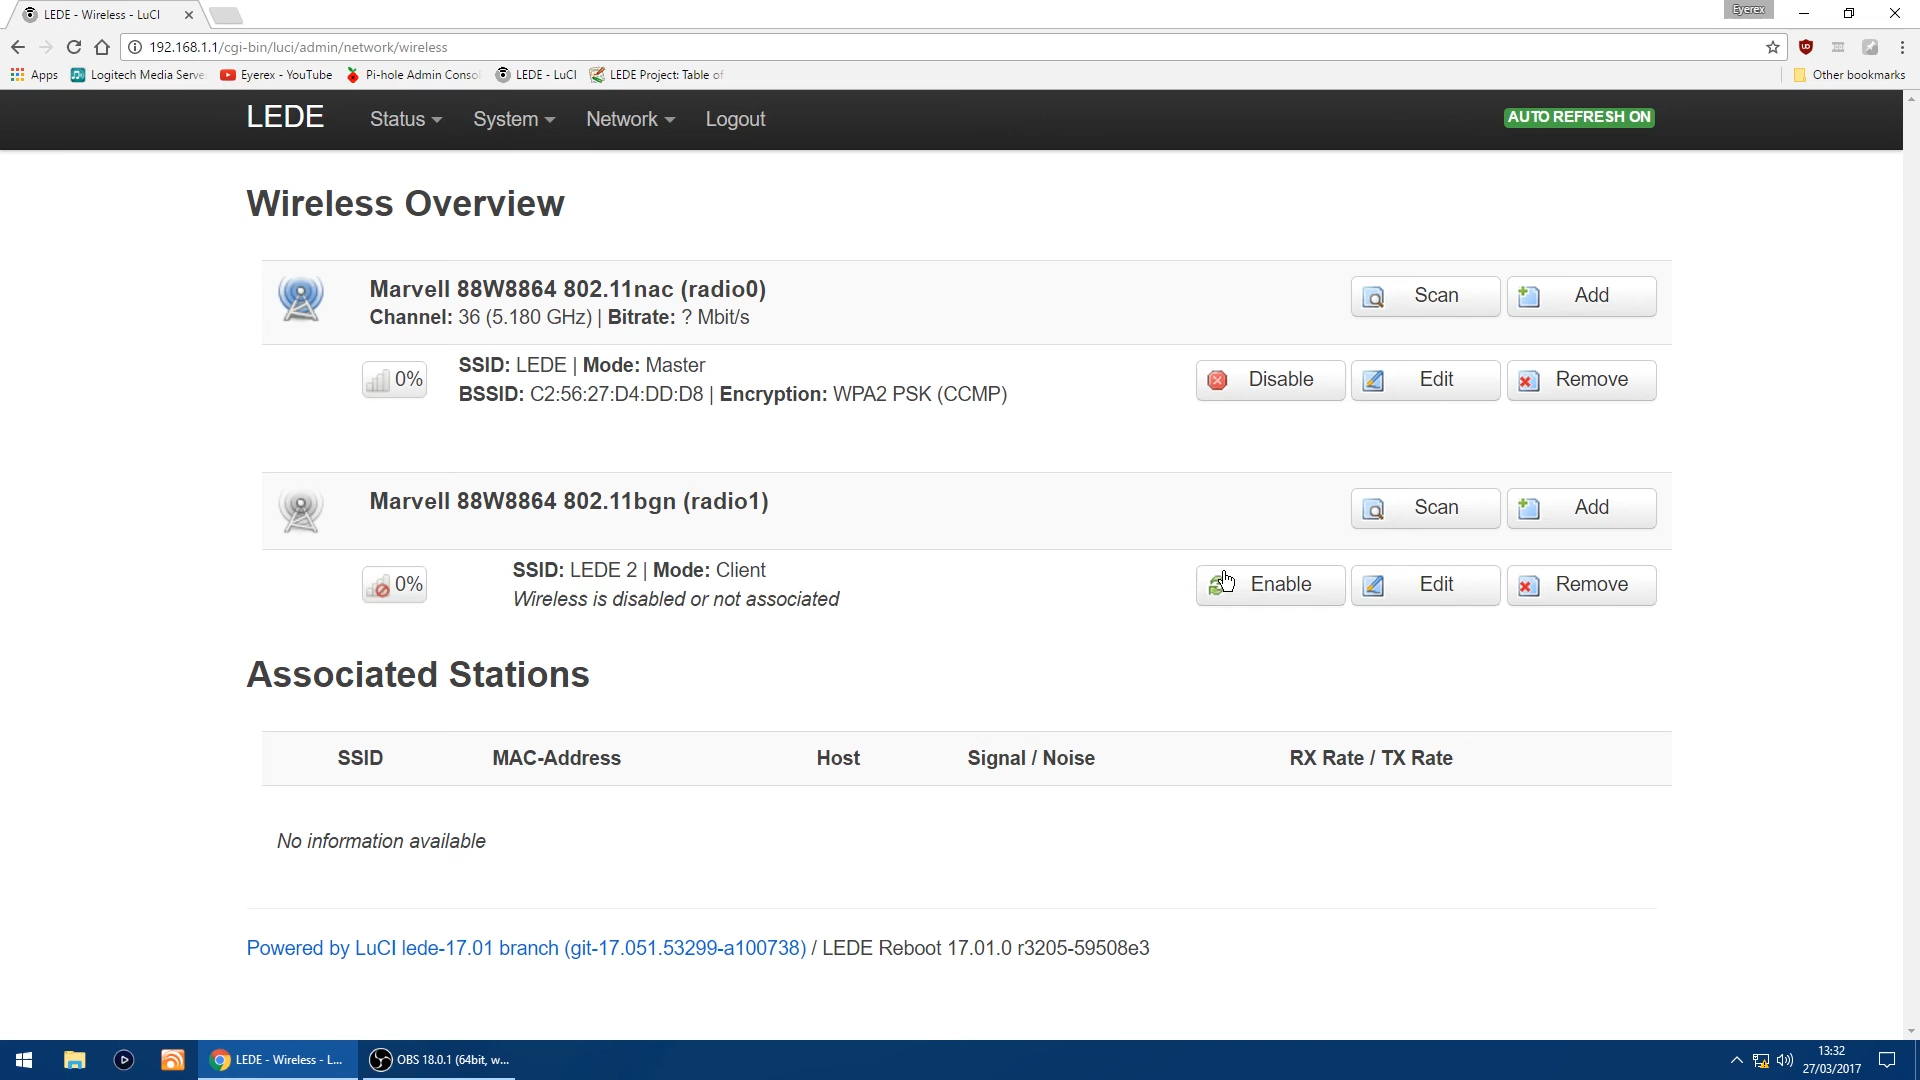 LEDE - Wireless - LuCI
Eyerex
192.168.1.1/cgi-bin/luci/admin/network/wireless
Apps Logitech Media Serve Eyerex - YouTube Pi-hole Admin Conso LEDE - LuCI LEDE Project: Table of Other bookmarks
LEDE Status System Network Logout AUTO REFRESH ON
Wireless Overview
Marvell 88W8864 802.11nac (radio0)
Channel: 36 (5.180 GHz) | Bitrate: ? Mbit/s
Scan Add
0%
SSID: LEDE | Mode: Master
BSSID: C2:56:27:D4:DD:D8 | Encryption: WPA2 PSK (CCMP)
Disable Edit Remove
Marvell 88W8864 802.11bgn (radio1)
Scan Add
0%
SSID: LEDE 2 | Mode: Client
Wireless is disabled or not associated
Enable Edit Remove
Associated Stations
SSID MAC-Address Host Signal / Noise RX Rate / TX Rate
No information available
Powered by LuCI lede-17.01 branch (git-17.051.53299-a100738) / LEDE Reboot 17.01.0 r3205-59508e3
LEDE - Wireless - L... OBS 18.0.1 (64bit, w...
13:32
27/03/2017